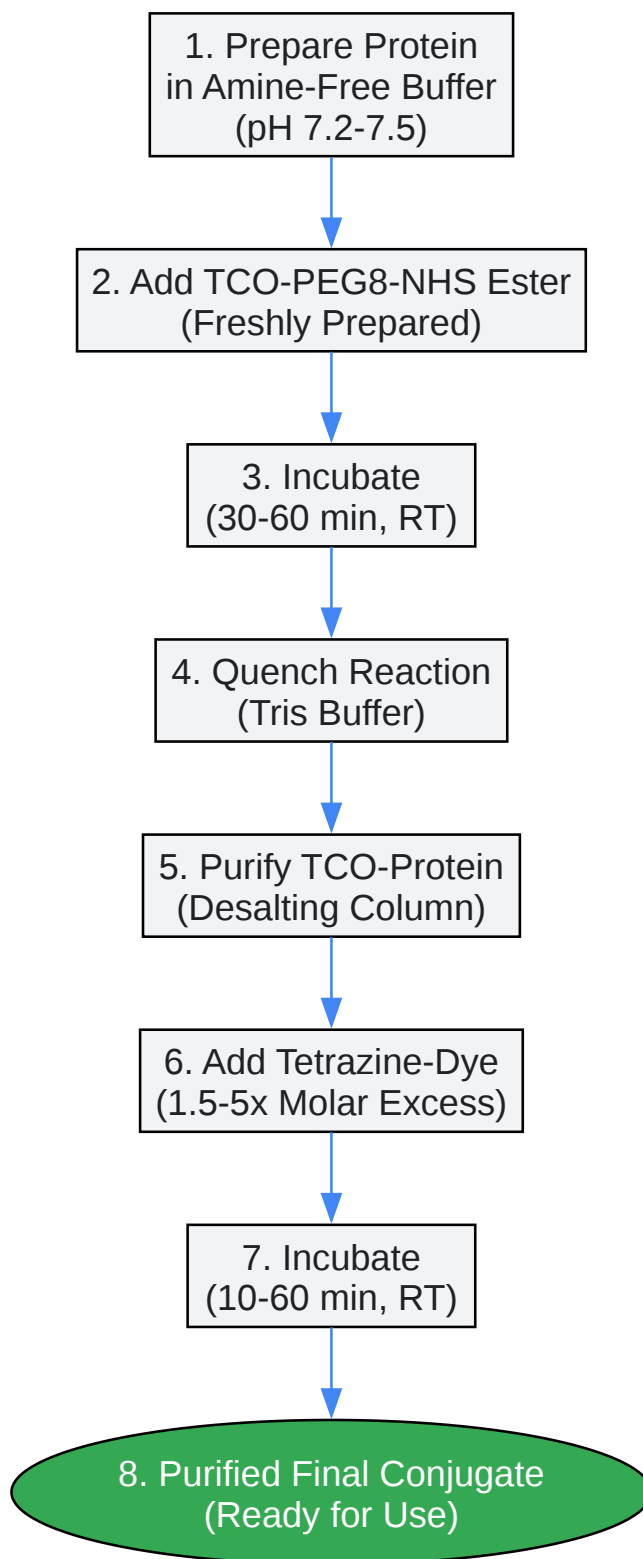 1. Prepare Protein
in Amine-Free Buffer
(pH 7.2-7.5)
2. Add TCO-PEG8-NHS Ester
(Freshly Prepared)
3. Incubate
(30-60 min, RT)
4. Quench Reaction
(Tris Buffer)
5. Purify TCO-Protein
(Desalting Column)
6. Add Tetrazine-Dye
(1.5-5x Molar Excess)
7. Incubate
(10-60 min, RT)
8. Purified Final Conjugate
(Ready for Use)